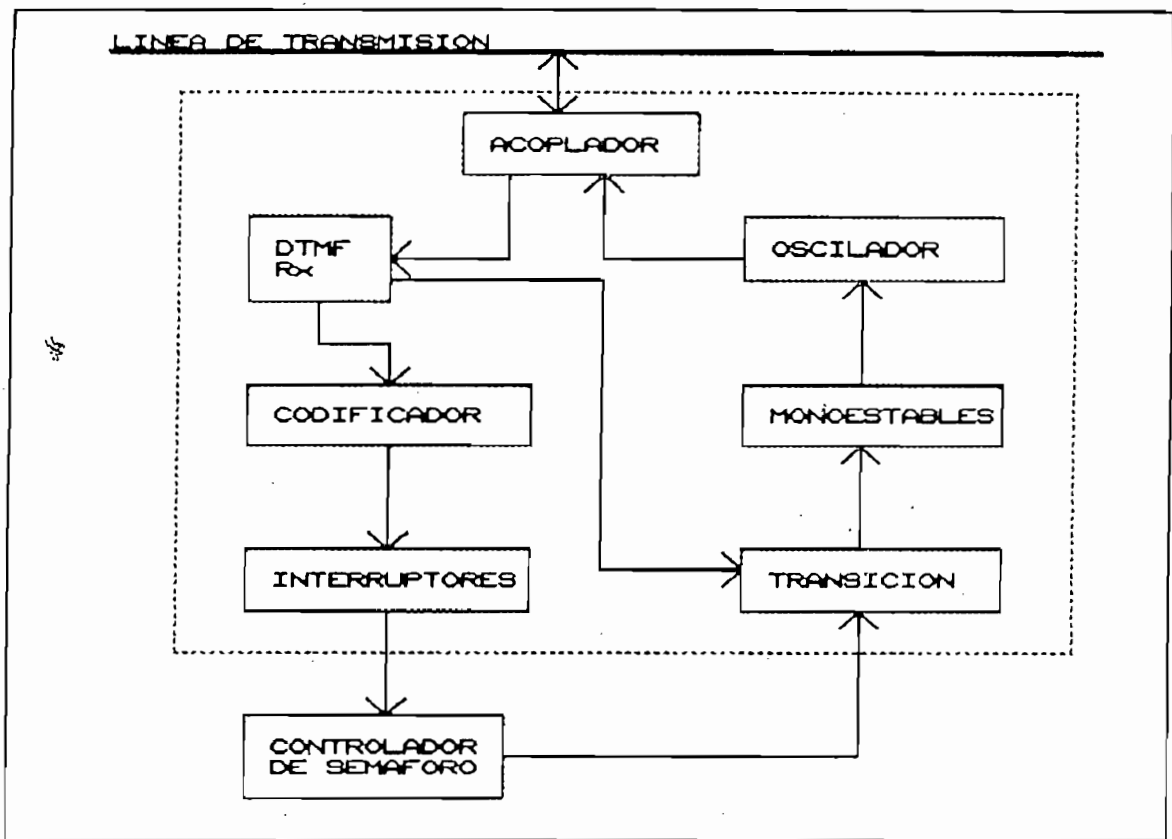 LINEA DE TRANSMISION
ACOPLADOR
DTMF
Rx
OSCILADOR
CODIFICADOR
MONOESTABLES
INTERRUPTORES
TRANSICION
CONTROLADOR
DE SEMAFORO